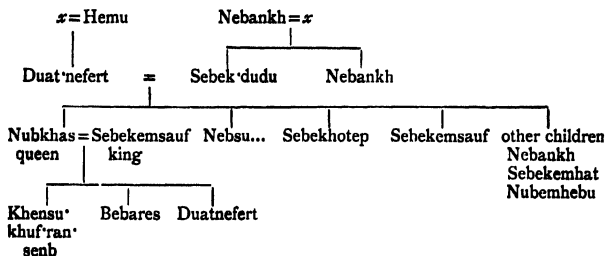 x=Hemu Nebankh=x
Duat·nefert = Sebek·dudu Nebankh
Nubkhas=Sebekemsauf Nebsu... Sebekhotep Sebekemsauf other children
queen king Nebankh
Sebekemhat
Nubemhebu
Khensu· Bebares Duatnefert
khuf·ran·
senb